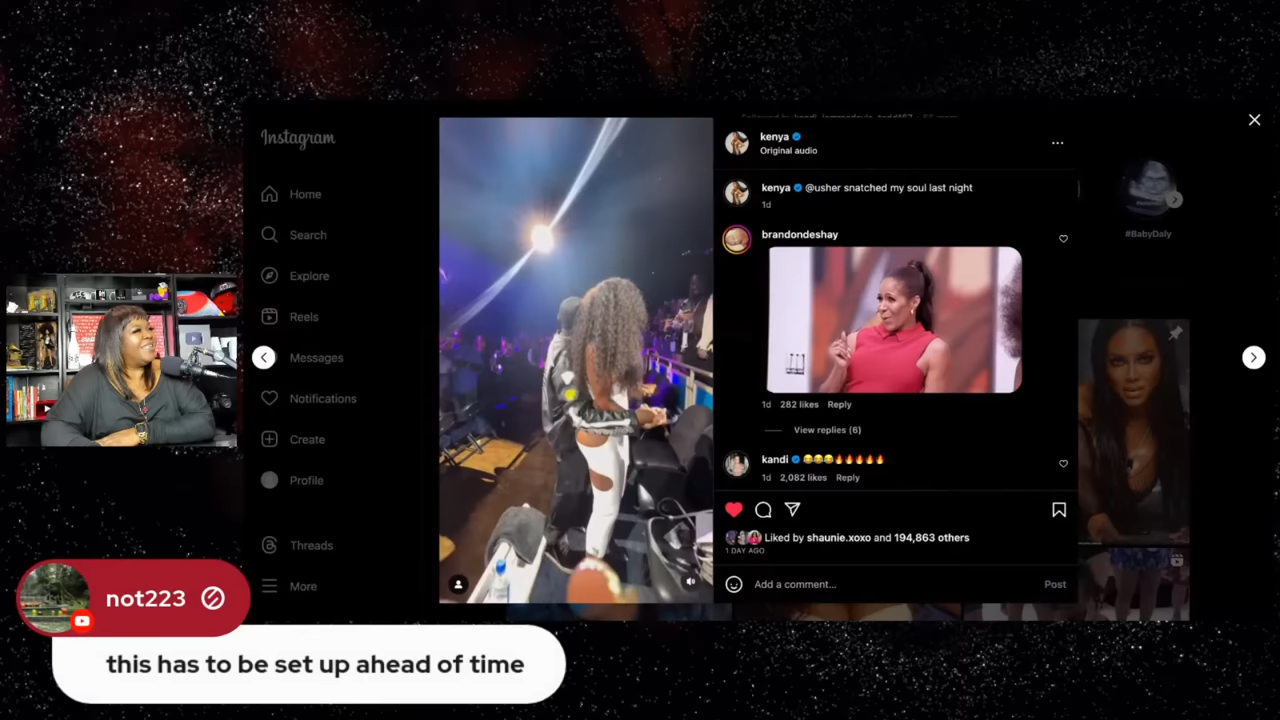 Instagram
Home
Search
Explore
Reels
Messages
Notifications
Create
Profile
Threads
More
kenya
Original audio
kenya @usher snatched my soul last night
1d
brandondeshay
1d 282 likes Reply
View replies (6)
kandi 😂😂😂🔥🔥🔥🔥🔥
1d 2,082 likes Reply
Liked by shaunie.xoxo and 194,863 others
1 DAY AGO
Add a comment... Post
#BabyDaly
not223
this has to be set up ahead of time